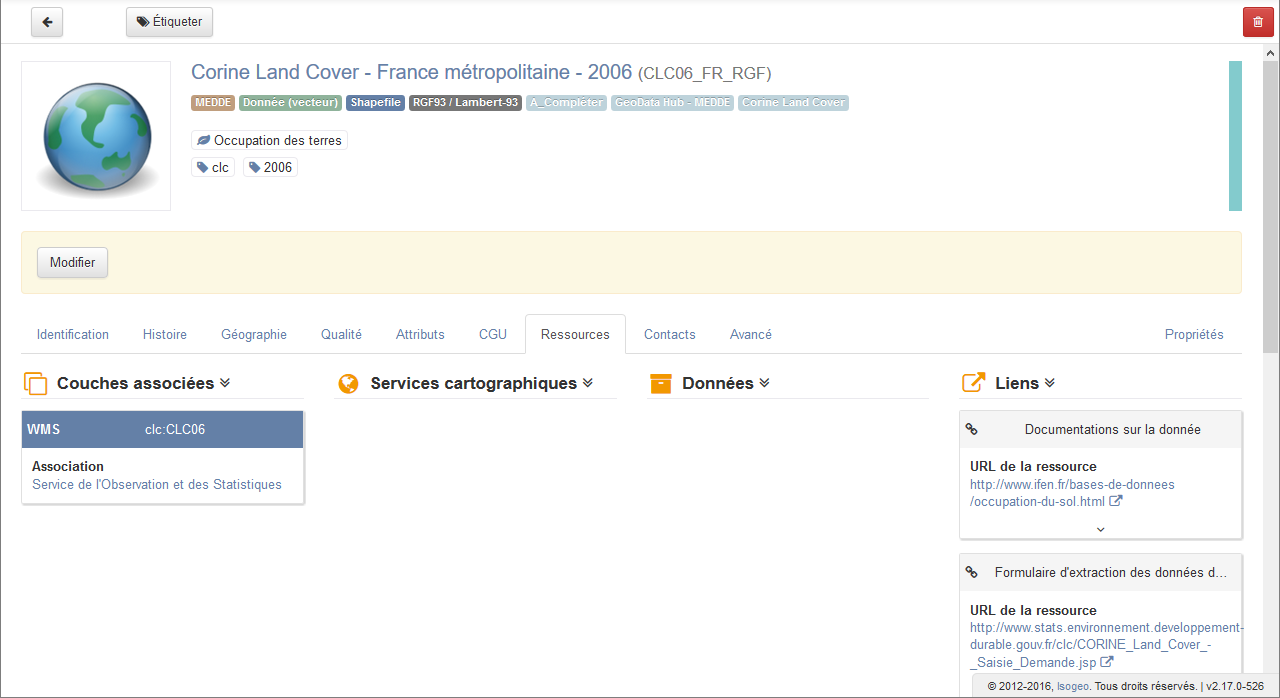 Étiqueter
Corine Land Cover - France métropolitaine - 2006 (CLC06_FR_RGF)
MEDDE Donnée (vecteur) Shapefile RGF93 / Lambert-93 A_Compléter GeoData Hub - MEDDE Corine Land Cover
Occupation des terres
clc 2006
Modifier
Identification Histoire Géographie Qualité Attributs CGU Ressources Contacts Avancé Propriétés
Couches associées Services cartographiques Données Liens
WMS clc:CLC06
Association
Service de l'Observation et des Statistiques
Documentations sur la donnée
URL de la ressource
http://www.ifen.fr/bases-de-donnees
/occupation-du-sol.html
Formulaire d'extraction des données d...
URL de la ressource
http://www.stats.environnement.developpement-
durable.gouv.fr/clc/CORINE_Land_Cover_-
_Saisie_Demande.jsp
© 2012-2016, Isogeo. Tous droits réservés. | v2.17.0-526